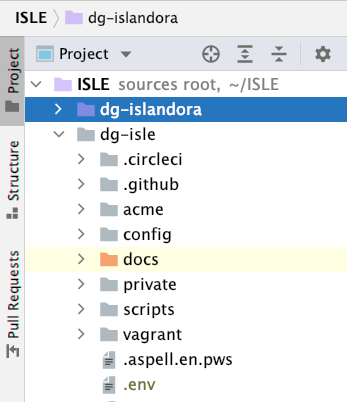 ISLE dg-islandora
Project
ISLE sources root, ~/ISLE
dg-islandora
dg-isle
.circleci
.github
acme
config
docs
private
scripts
vagrant
.aspell.en.pws
.env
Project
Structure
Pull Requests